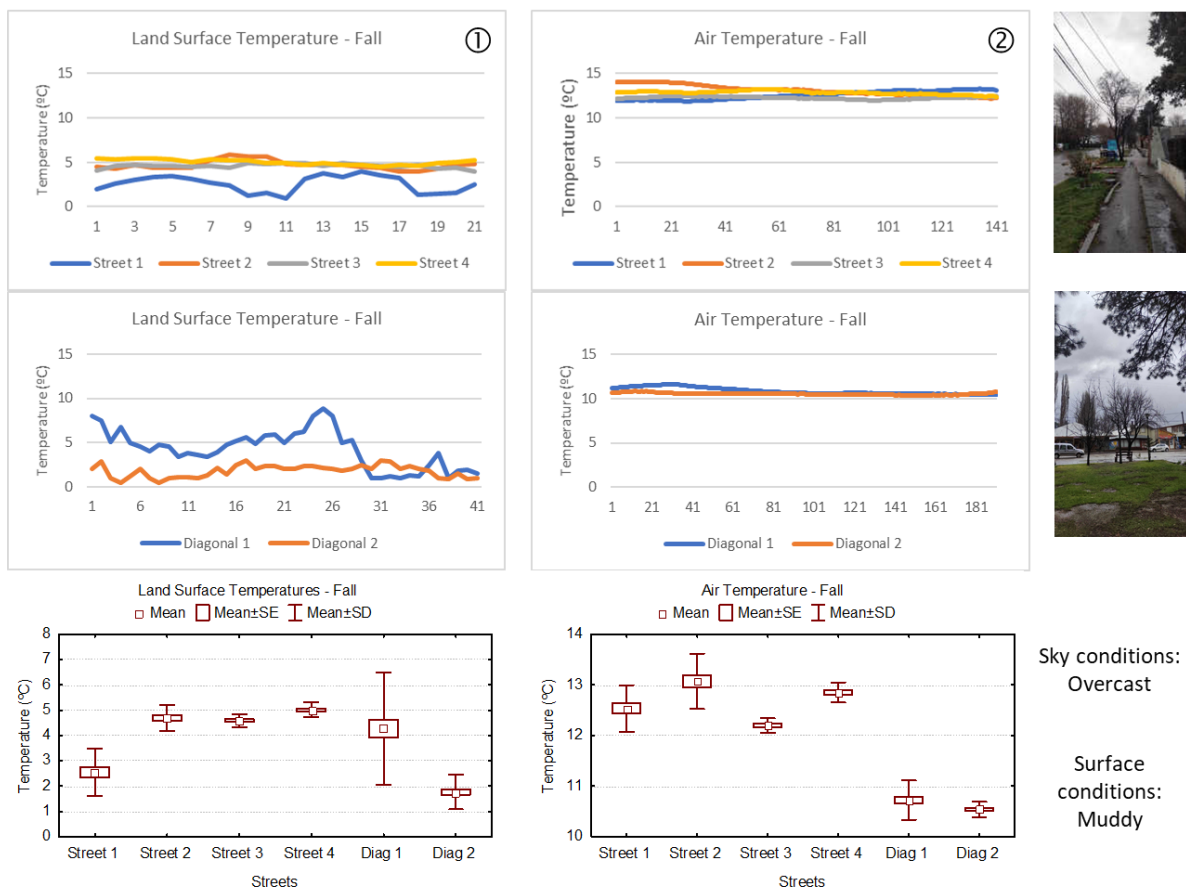 Land Surface Temperature - Fall
①
Temperature (ºC)
15
10
5
0
1 3 5 7 9 11 13 15 17 19 21
Street 1 Street 2 Street 3 Street 4
Air Temperature - Fall
②
Temperature (ºC)
15
10
5
0
1 21 41 61 81 101 121 141
Street 1 Street 2 Street 3 Street 4
Land Surface Temperature - Fall
Temperature (ºC)
15
10
5
0
1 6 11 16 21 26 31 36 41
Diagonal 1 Diagonal 2
Air Temperature - Fall
Temperature (ºC)
15
10
5
0
1 21 41 61 81 101 121 141 161 181
Diagonal 1 Diagonal 2
Land Surface Temperatures - Fall
Mean Mean±SE Mean±SD
Temperature (ºC)
8
7
6
5
4
3
2
1
0
Street 1 Street 2 Street 3 Street 4 Diag 1 Diag 2
Streets
Air Temperature - Fall
Mean Mean±SE Mean±SD
Temperature (ºC)
14
13
12
11
10
Street 1 Street 2 Street 3 Street 4 Diag 1 Diag 2
Streets
Sky conditions:
Overcast
Surface
conditions:
Muddy